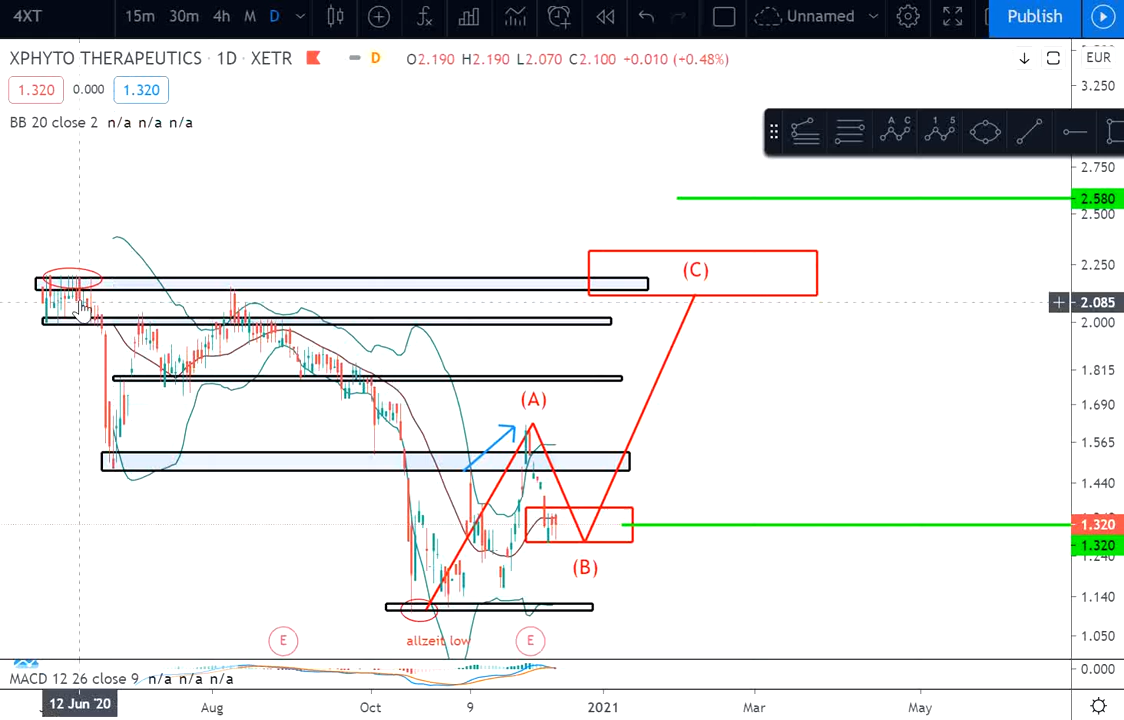 4XT 15m 30m 4h M D Unnamed Publish
XPHYTO THERAPEUTICS · 1D · XETR D O2.190 H2.190 L2.070 C2.100 +0.010 (+0.48%) EUR
1.320 0.000 1.320
3.250
BB 20 close 2 n/a n/a n/a
A C 1 5
2.750
2.580
2.500
2.250
(C)
2.085
2.000
1.815
(A)
1.690
1.565
1.440
1.320
1.320
1.240
(B)
1.140
1.050
allzeit low
E E
0.000
MACD 12 26 close 9 n/a n/a n/a
12 Jun '20 Aug Oct 9 2021 Mar May